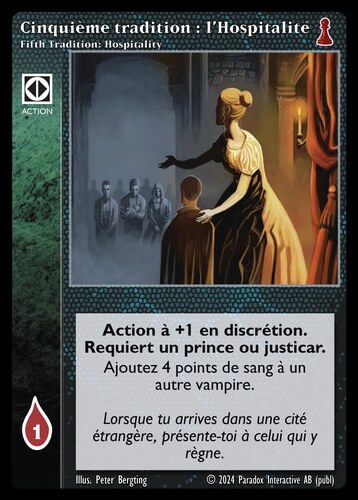 Cinquième tradition : l'Hospitalité
Fifth Tradition: Hospitality
ACTION
Action à +1 en discrétion.
Requiert un prince ou justicar.
Ajoutez 4 points de sang à un
autre vampire.
Lorsque tu arrives dans une cité
étrangère, présente-toi à celui qui y
règne.
1
Illus. Peter Bergting
© 2024 Paradox Interactive AB (publ)